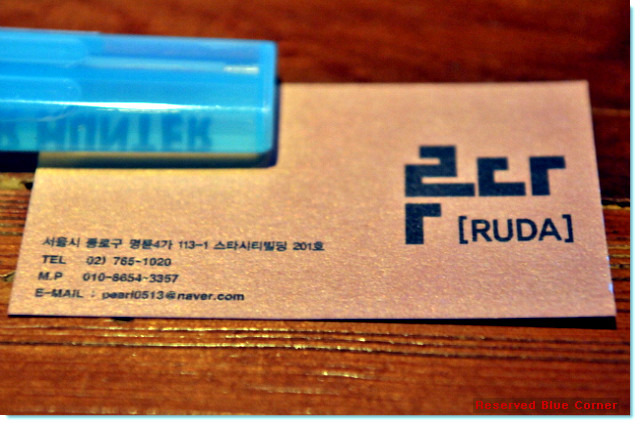 R HUNTER
루다
[RUDA]
서울시 종로구 명륜4가 113-1 스타시티빌딩 201호
TEL 02) 765-1020
M.P 010-8654-3357
E-MAIL : pearl0513@naver.com
Reserved Blue Corner